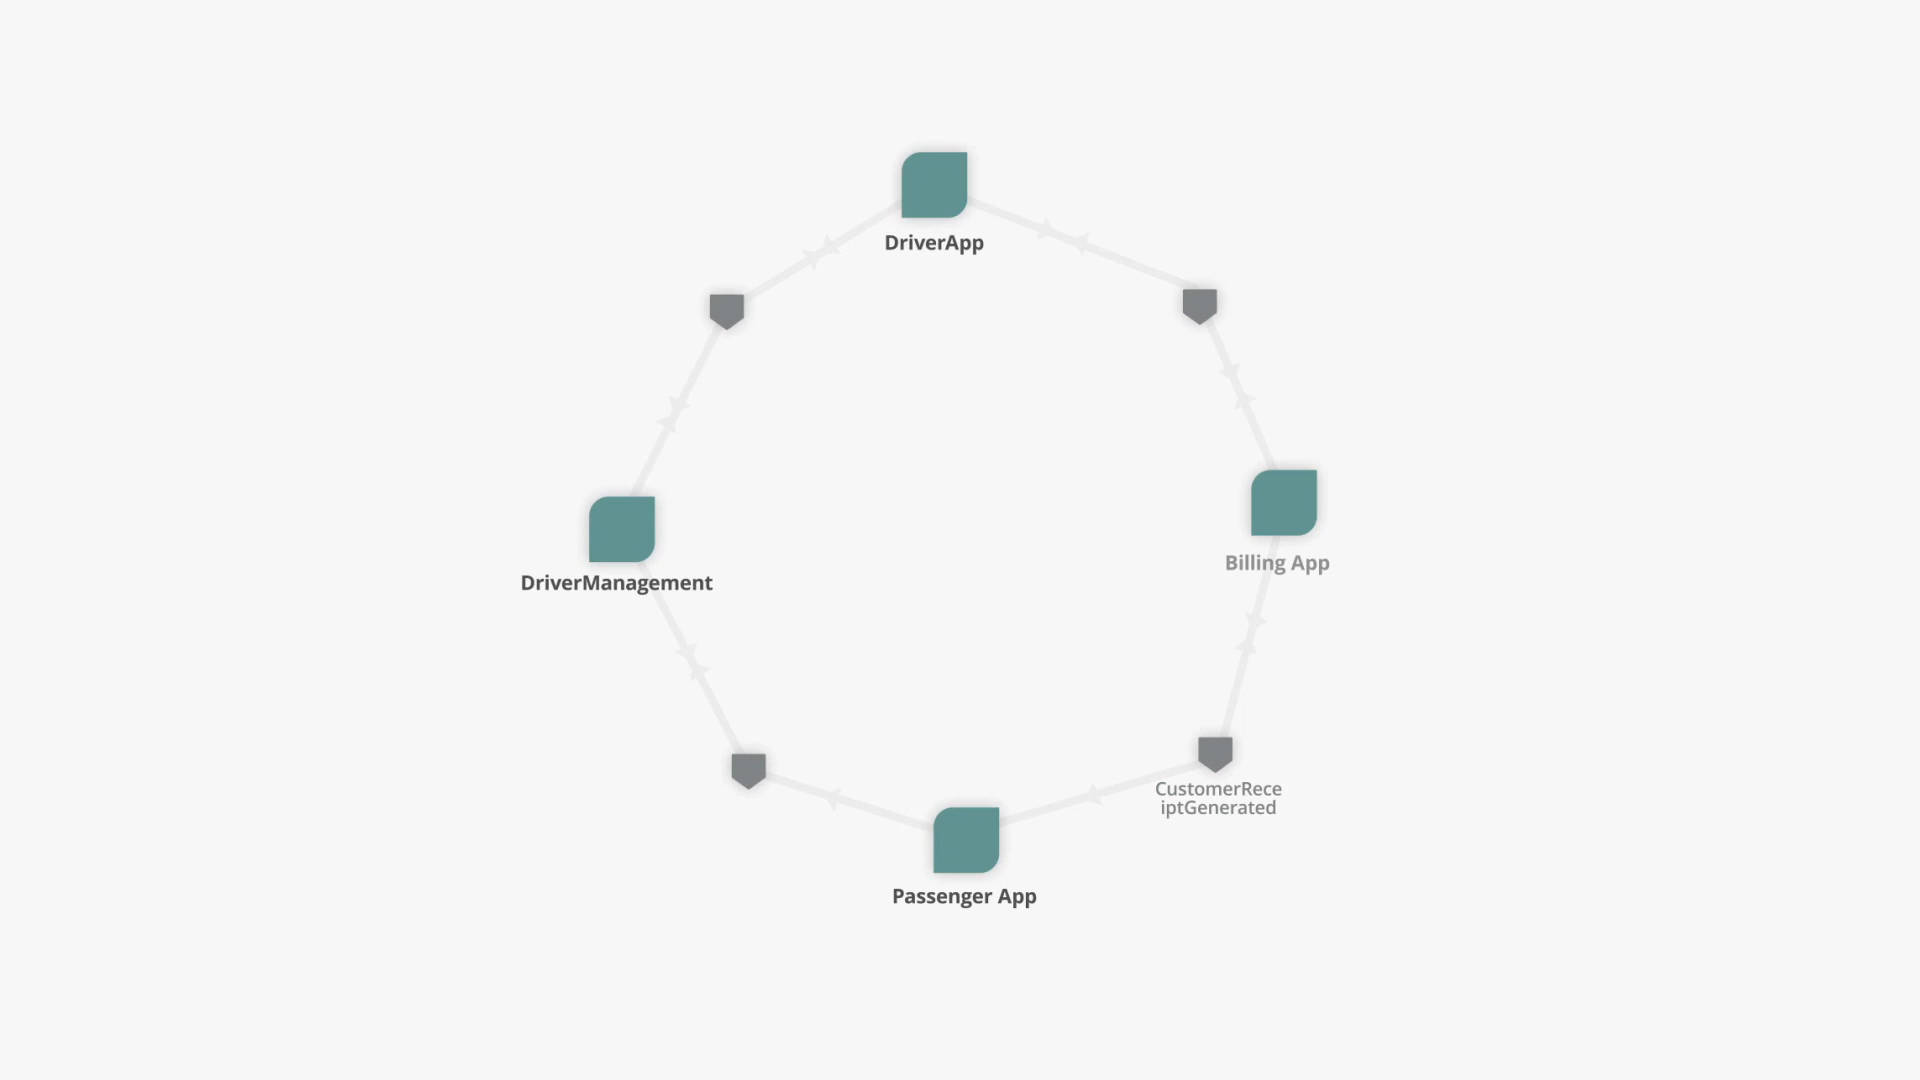 DriverApp
Billing App
DriverManagement
CustomerRece
iptGenerated
Passenger App